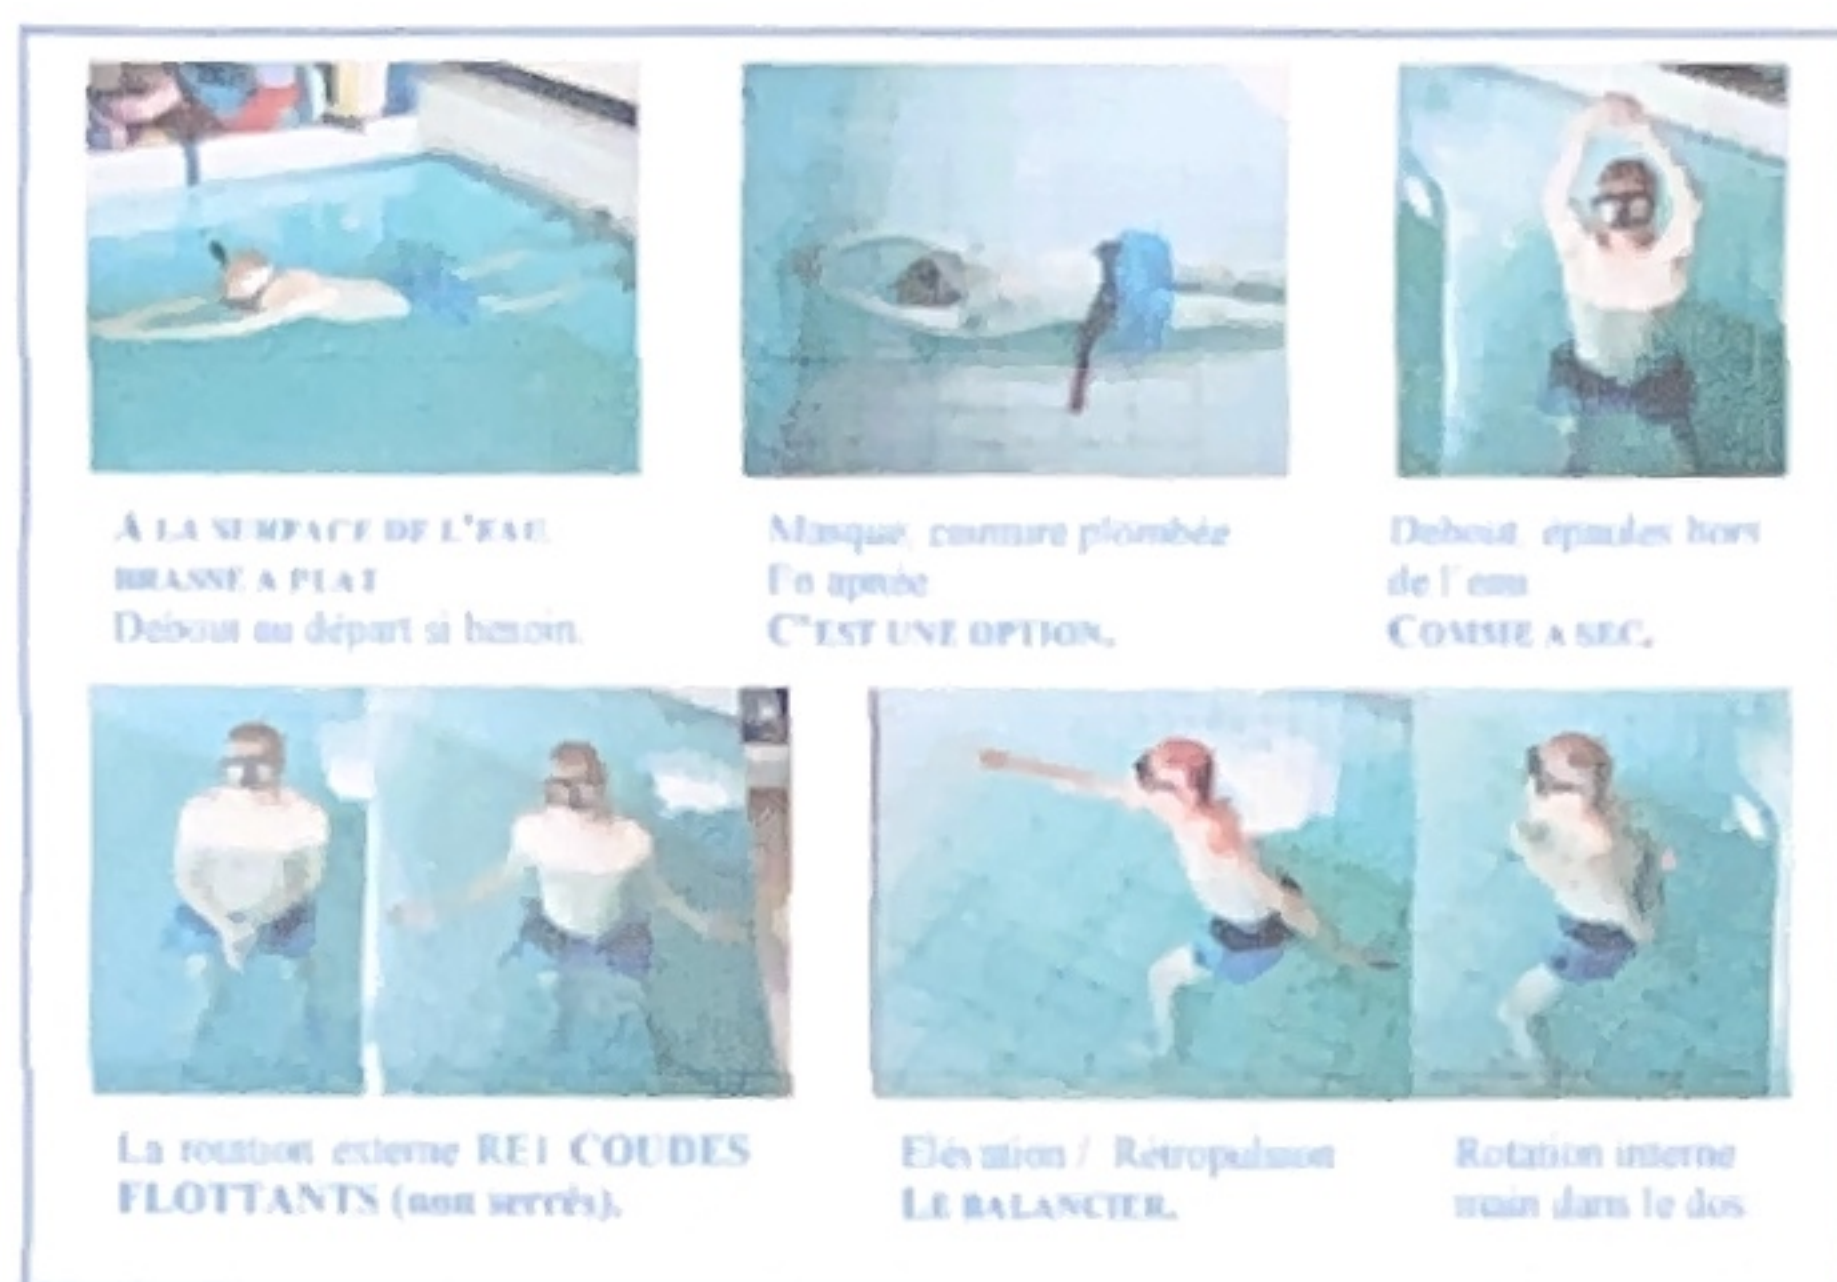 A LA SURFACE DE L'EAU
BRASSE A PLAT
Debout au départ si besoin.
Masque, ceinture plombée
En apnée
C'EST UNE OPTION.
Debout, épaules hors
de l'eau
COMME A SEC.
La rotation externe RE1 COUDES
FLOTTANTS (non serrés).
Elévation / Rétropulsion
LE BALANCIER.
Rotation interne
main dans le dos